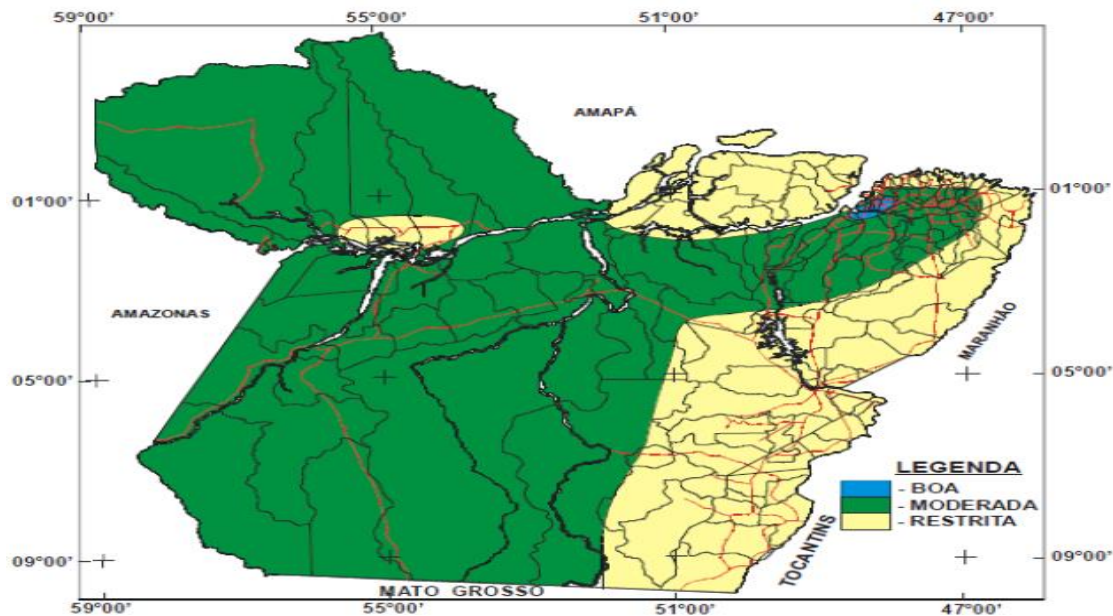 59°00' 55°00' 51°00' 47°00'
AMAPÁ
01°00' 01°00'
AMAZONAS
MARANHÃO
05°00' 05°00'
LEGENDA
- BOA
- MODERADA
- RESTRITA
TOCANTINS
09°00' 09°00'
MATO GROSSO
59°00' 55°00' 51°00' 47°00'